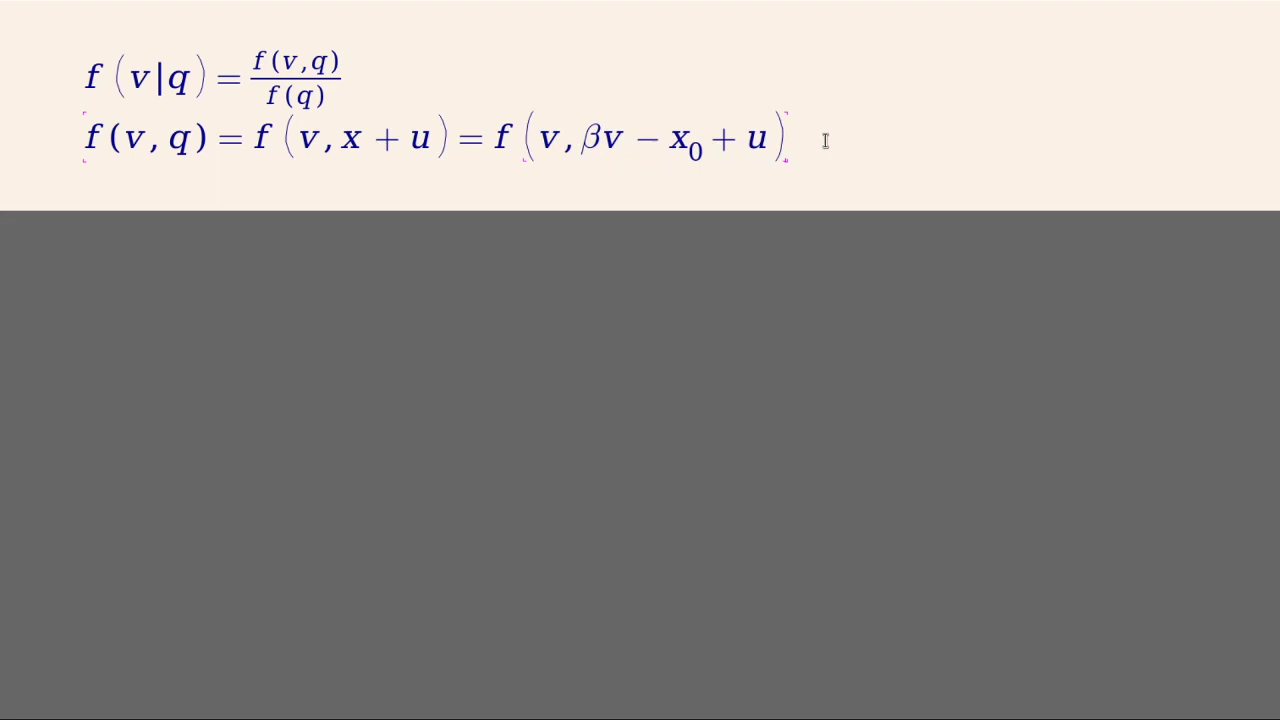 f(v|q) = f(v,q)/f(q)
f(v, q) = f(v, x + u) = f(v, βv − x₀ + u)